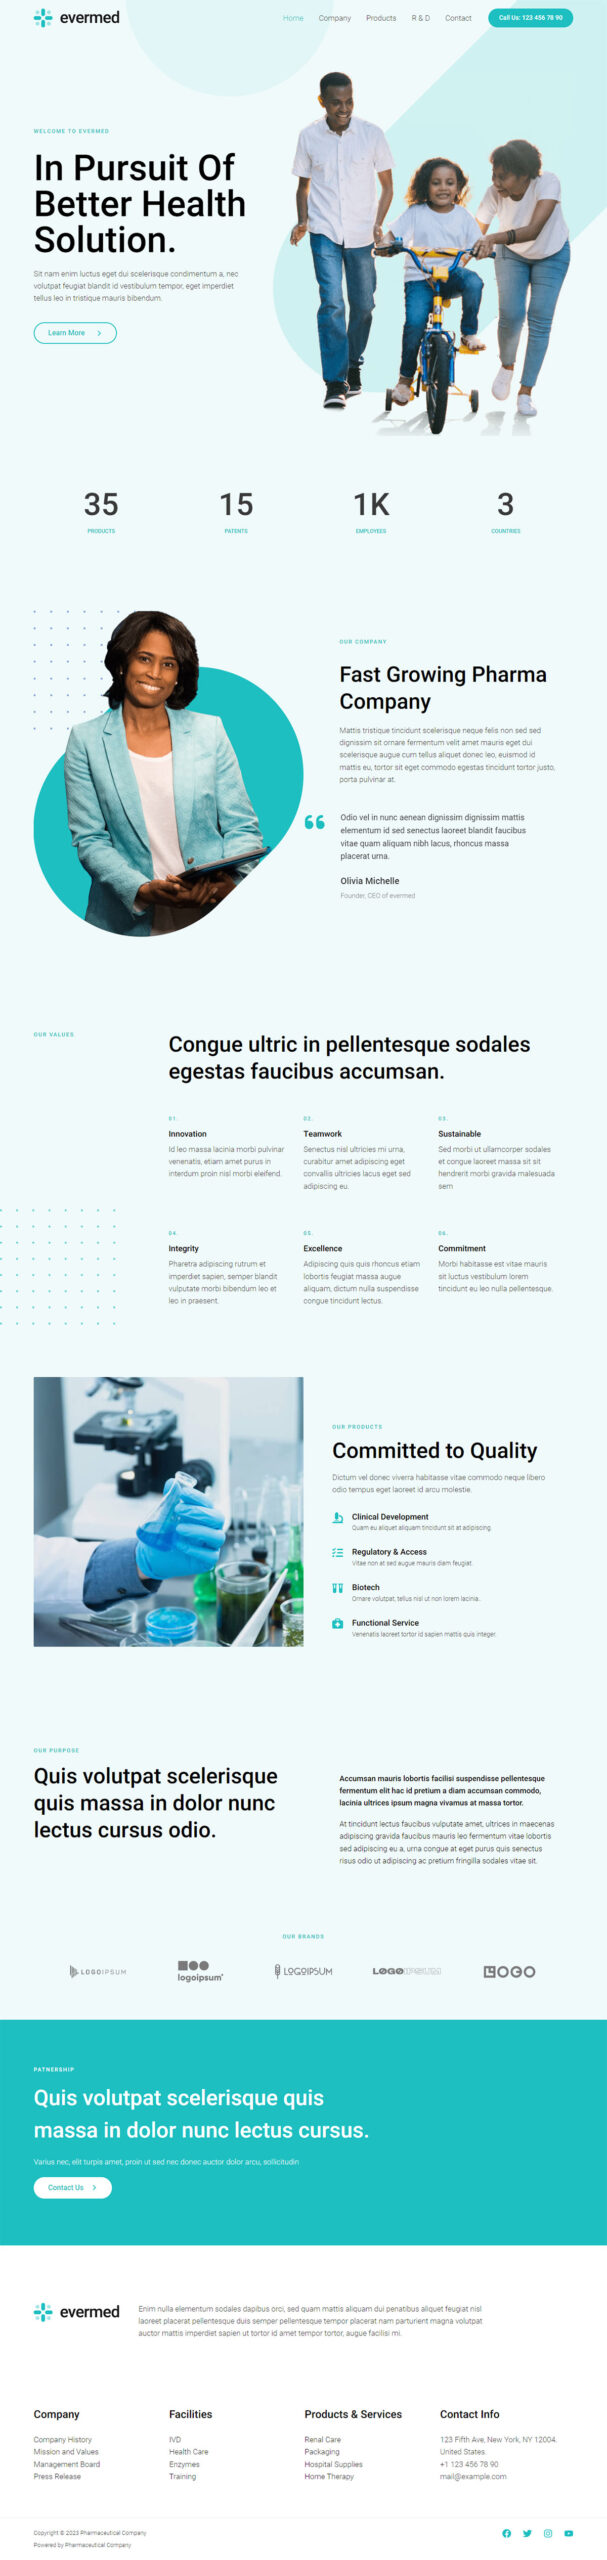 evermed
Home Company Products R & D Contact Call Us: 123 456 78 90
WELCOME TO EVERMED
In Pursuit Of
Better Health
Solution.
Sit nam enim luctus eget dui scelerisque condimentum a, nec
volutpat feugiat blandit id vestibulum tempor, eget imperdiet
tellus leo in tristique mauris bibendum.
Learn More
35 15 1K 3
PRODUCTS PATENTS EMPLOYEES COUNTRIES
OUR COMPANY
Fast Growing Pharma
Company
Mattis tristique tincidunt scelerisque neque felis non sed sed
dignissim sit ornare fermentum velit amet mauris eget dui
scelerisque augue cum tellus aliquet donec leo, euismod id
mattis eu, tortor sit eget commodo egestas tincidunt tortor justo,
porta pulvinar at.
Odio vel in nunc aenean dignissim dignissim mattis
elementum id sed senectus laoreet blandit faucibus
vitae quam aliquam nibh lacus, rhoncus massa
placerat urna.
Olivia Michelle
Founder, CEO of evermed
OUR VALUES
Congue ultric in pellentesque sodales
egestas faucibus accumsan.
01.
Innovation
Id leo massa lacinia morbi pulvinar
venenatis, etiam amet purus in
interdum proin nisl morbi eleifend.
02.
Teamwork
Senectus nisl ultricies mi urna,
curabitur amet adipiscing eget
convallis ultricies lacus eget sed
adipiscing eu.
03.
Sustainable
Sed morbi ut ullamcorper sodales
et congue laoreet massa sit sit
hendrerit morbi gravida malesuada
sem
04.
Integrity
Pharetra adipiscing rutrum et
imperdiet sapien, semper blandit
vulputate morbi bibendum leo et
leo in praesent.
05.
Excellence
Adipiscing quis quis rhoncus etiam
lobortis feugiat massa augue
aliquam, dictum nulla suspendisse
congue tincidunt lectus.
06.
Commitment
Morbi habitasse est vitae mauris
sit luctus vestibulum lorem
tincidunt eu leo nulla pellentesque.
OUR PRODUCTS
Committed to Quality
Dictum vel donec viverra habitasse vitae commodo neque libero
odio tempus eget laoreet id arcu molestie.
Clinical Development
Quam eu aliquet aliquam tincidunt sit at adipiscing.
Regulatory & Access
Vitae non at sed augue mauris diam feugiat.
Biotech
Ornare volutpat, tellus nisl ut non lorem lacinia..
Functional Service
Venenatis laoreet tortor id sapien mattis quis integer.
OUR PURPOSE
Quis volutpat scelerisque
quis massa in dolor nunc
lectus cursus odio.
Accumsan mauris lobortis facilisi suspendisse pellentesque
fermentum elit hac id pretium a diam accumsan commodo,
lacinia ultrices ipsum magna vivamus at massa tortor.
At tincidunt lectus faucibus vulputate amet, ultrices in maecenas
adipiscing gravida faucibus mauris leo fermentum vitae lobortis
sed adipiscing eu a, urna congue at eget purus quis senectus
risus odio ut adipiscing ac pretium fringilla sodales vitae sit.
OUR BRANDS
LOGOIPSUM logoipsum LOGOIPSUM LOGOIPSUM LOGO
PATNERSHIP
Quis volutpat scelerisque quis
massa in dolor nunc lectus cursus.
Varius nec, elit turpis amet, proin ut sed nec donec auctor dolor arcu, sollicitudin
Contact Us
evermed
Enim nulla elementum sodales dapibus orci, sed quam mattis aliquam dui penatibus aliquet feugiat nisl
laoreet placerat pellentesque duis semper pellentesque tempor placerat nam parturient magna volutpat
auctor mattis imperdiet sapien ut tortor id amet tempor tortor, augue facilisi mi.
Company
Company History
Mission and Values
Management Board
Press Release
Facilities
IVD
Health Care
Enzymes
Training
Products & Services
Renal Care
Packaging
Hospital Supplies
Home Therapy
Contact Info
123 Fifth Ave, New York, NY 12004.
United States.
+1 123 456 78 90
mail@example.com
Copyright © 2023 Pharmaceutical Company
Powered by Pharmaceutical Company